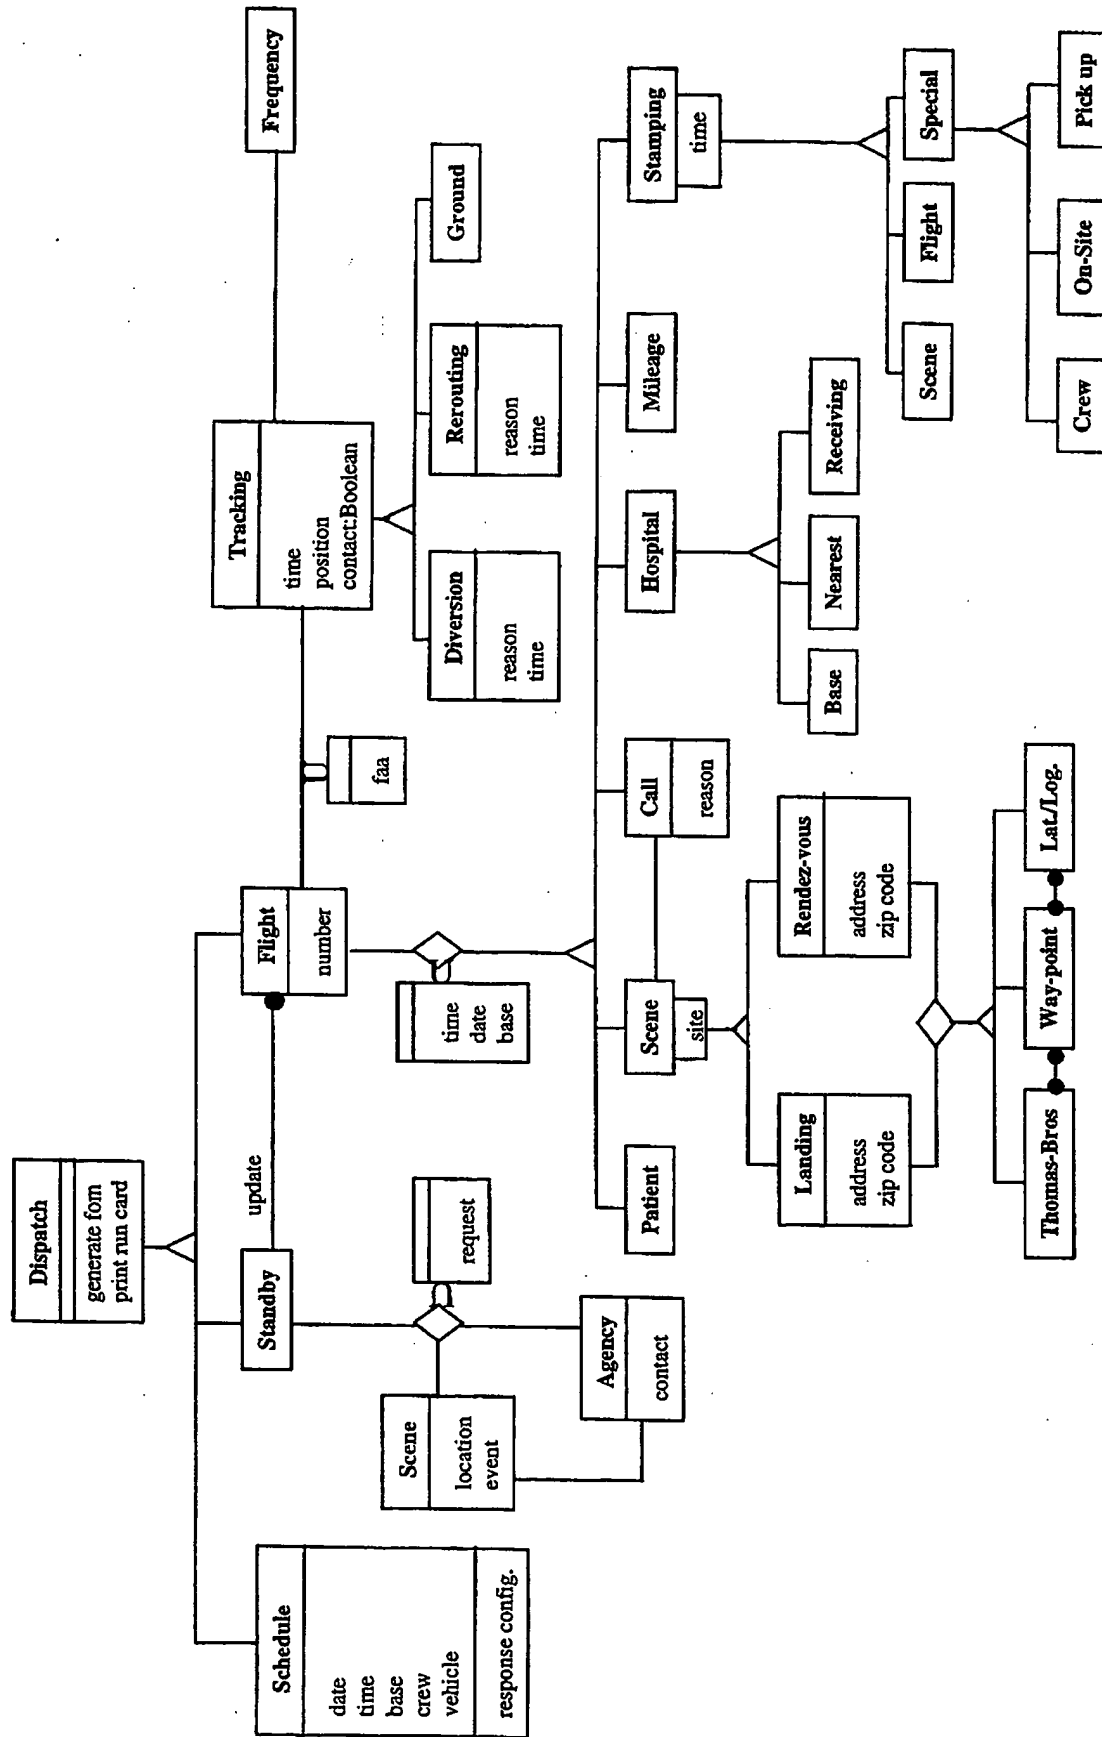 Dispatch
generate fom
print run card
Schedule
date
time
base
crew
vehicle
response config.
Standby
update
Flight
number
faa
Tracking
time
position
contact:Boolean
Frequency
Scene
location
event
request
Agency
contact
time
date
base
Diversion
reason
time
Rerouting
reason
time
Ground
Patient
Scene
site
Call
reason
Hospital
Mileage
Stamping
time
Landing
address
zip code
Rendez-vous
address
zip code
Base
Nearest
Receiving
Scene
Flight
Special
Thomas-Bros
Way-point
Lat./Log.
Crew
On-Site
Pick up